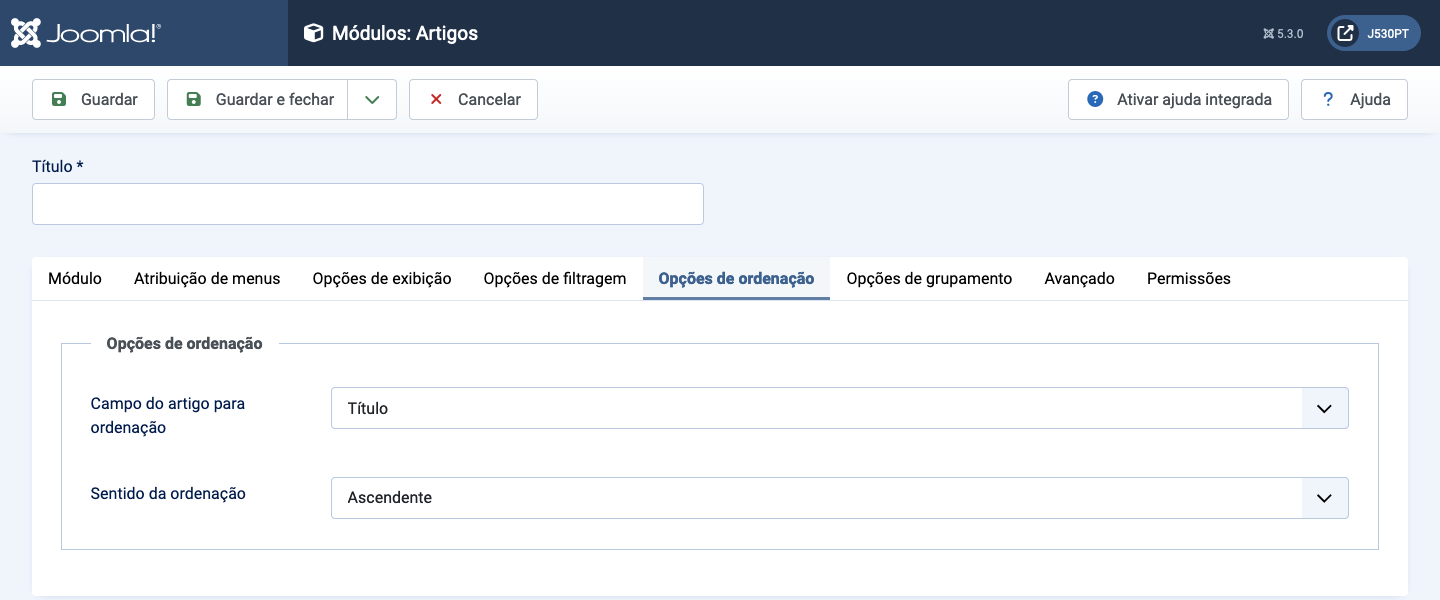 Joomla!®
Módulos: Artigos
5.3.0
J530PT
Guardar
Guardar e fechar
Cancelar
Ativar ajuda integrada
? Ajuda
Título *
Módulo
Atribuição de menus
Opções de exibição
Opções de filtragem
Opções de ordenação
Opções de grupamento
Avançado
Permissões
Opções de ordenação
Campo do artigo para
ordenação
Título
Sentido da ordenação
Ascendente